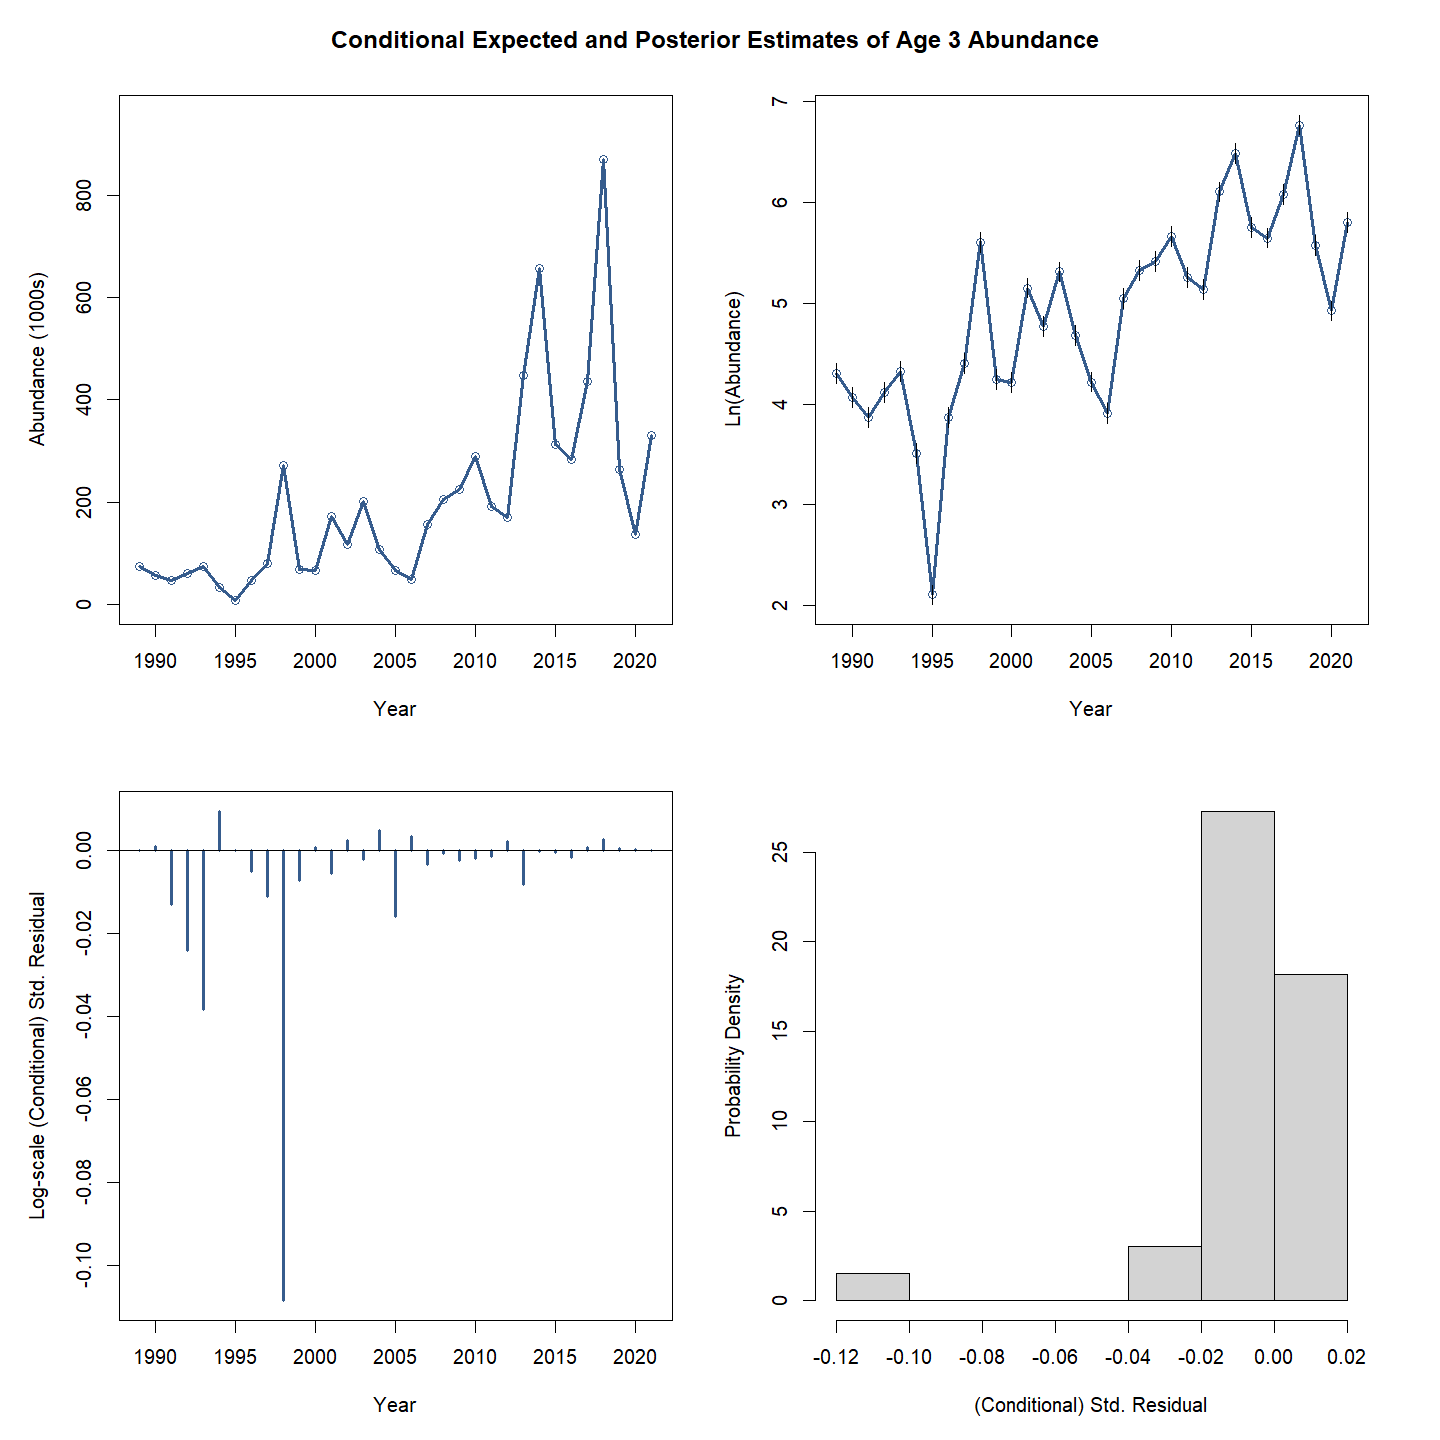 Conditional Expected and Posterior Estimates of Age 3 Abundance
Abundance (1000s)
0 200 400 600 800
1990 1995 2000 2005 2010 2015 2020
Year
Ln(Abundance)
2 3 4 5 6 7
1990 1995 2000 2005 2010 2015 2020
Year
Log-scale (Conditional) Std. Residual
-0.10 -0.08 -0.06 -0.04 -0.02 0.00
1990 1995 2000 2005 2010 2015 2020
Year
Probability Density
0 5 10 15 20 25
-0.12 -0.10 -0.08 -0.06 -0.04 -0.02 0.00 0.02
(Conditional) Std. Residual